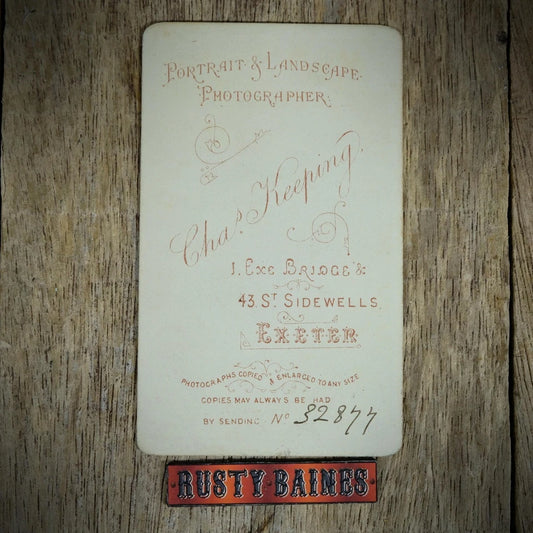 PORTRAIT & LANDSCAPE
PHOTOGRAPHER
Chas. Keeping.
1. EXE BRIDGE &
43. ST SIDEWELLS
EXETER
PHOTOGRAPHS COPIED & ENLARGED TO ANY SIZE
COPIES MAY ALWAYS BE HAD
BY SENDING No 32877
RUSTY BAINES